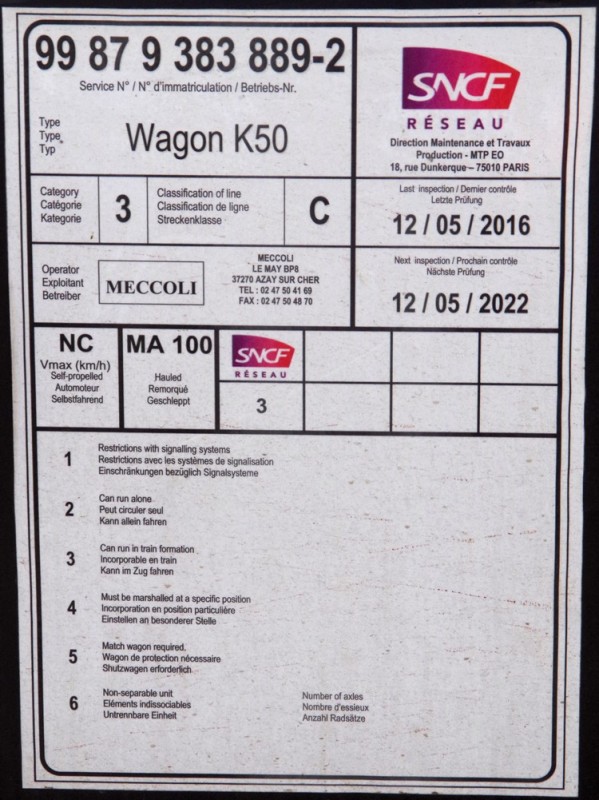 99 87 9 383 889-2
Service N° / N° d'immatriculation / Betriebs-Nr.
Type
Type
Typ
Wagon K50
SNCF
RÉSEAU
Direction Maintenance et Travaux
Production - MTP EO
18, rue Dunkerque – 75010 PARIS
Category
Catégorie
Kategorie
3
Classification of line
Classification de ligne
Streckenklasse
C
Last inspection / Dernier contrôle
Letzte Prüfung
12 / 05 / 2016
Operator
Exploitant
Betreiber
MECCOLI
MECCOLI
LE MAY BP8
37270 AZAY SUR CHER
TEL : 02 47 50 41 69
FAX : 02 47 50 48 70
Next inspection / Prochain contrôle
Nächste Prüfung
12 / 05 / 2022
NC
Vmax (km/h)
Self-propelled
Automoteur
Selbstfahrend
MA 100
Hauled
Remorqué
Geschleppt
SNCF
RÉSEAU
3
1
Restrictions with signalling systems
Restrictions avec les systèmes de signalisation
Einschränkungen bezüglich Signalsysteme
2
Can run alone
Peut circuler seul
Kann allein fahren
3
Can run in train formation
Incorporable en train
Kann im Zug fahren
4
Must be marshalled at a specific position
Incorporation en position particulière
Einstellen an besonderer Stelle
5
Match wagon required.
Wagon de protection nécessaire
Shutzwagen erforderlich
6
Non-separable unit
Eléments indissociables
Untrennbare Einheit
Number of axles
Nombre d'essieux
Anzahl Radsätze